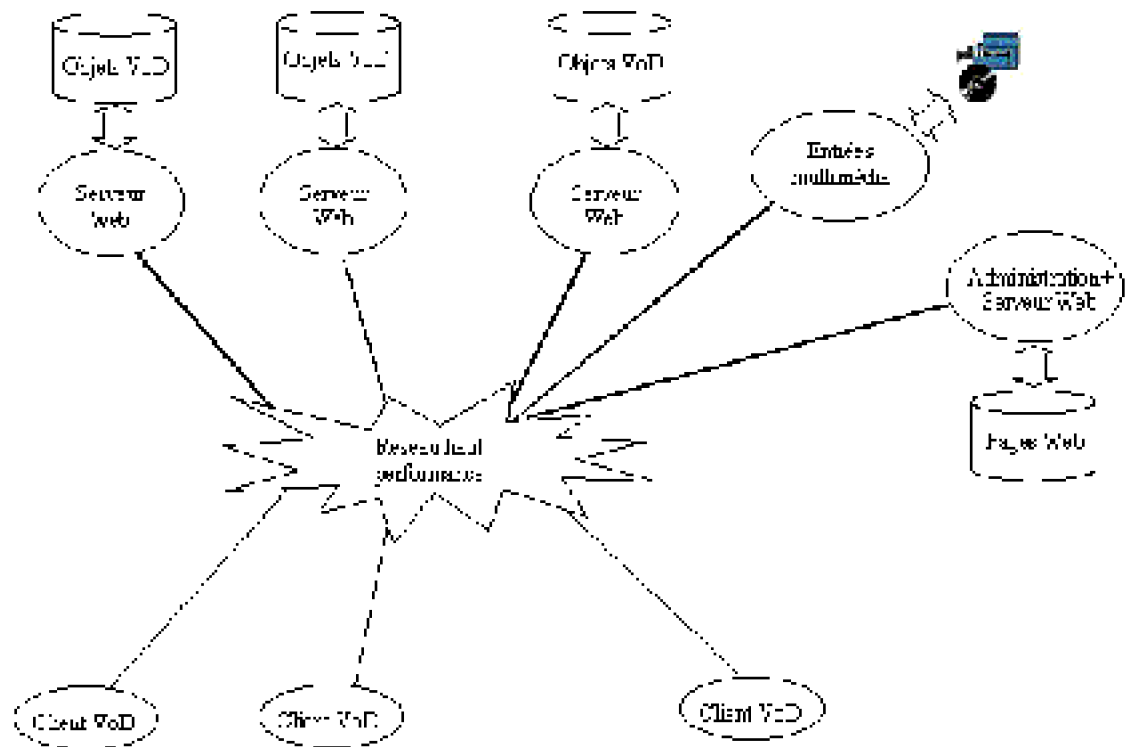 Objets VoD
Objets VoD
Objets VoD
Entrées
multimédia
Serveur
Web
Serveur
Web
Serveur
Web
Administration+
Serveur Web
Pages Web
Reseau haut
performance
Client VoD
Client VoD
Client VoD